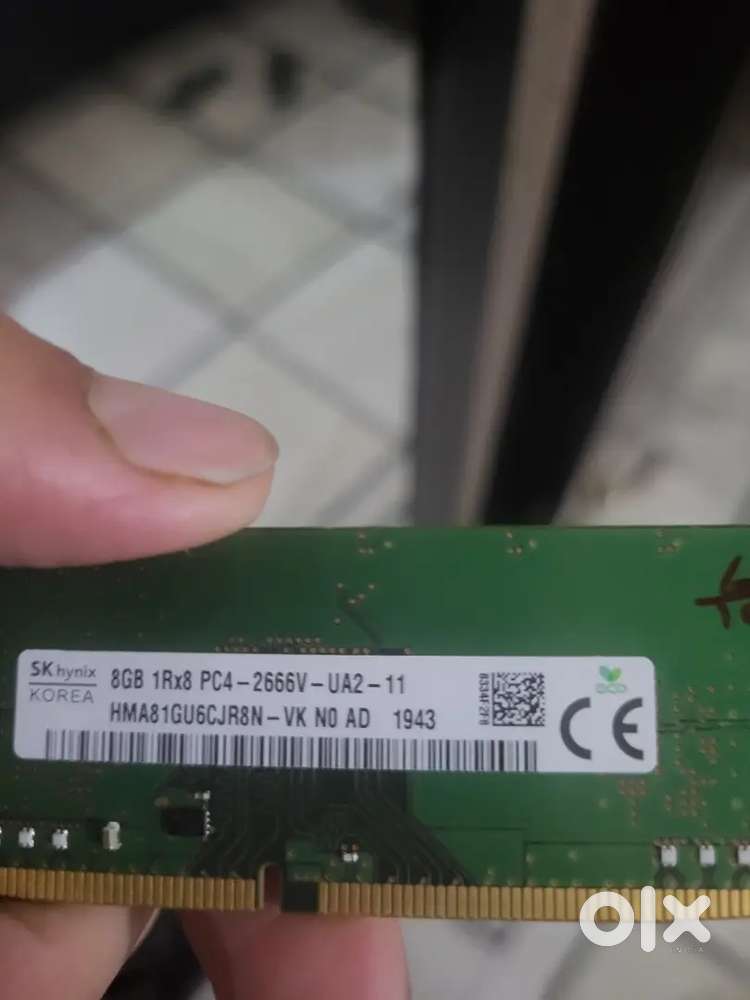 SK hynix
KOREA
8GB 1Rx8 PC4-2666V-UA2-11
HMA81GU6CJR8N-VK N0 AD 1943
CE
olx